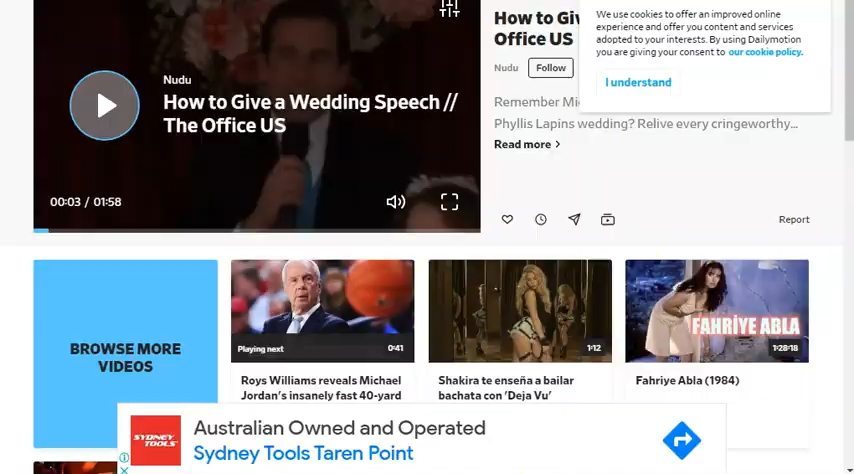 Nudu
How to Give a Wedding Speech //
The Office US
00:03 / 01:58
How to Giv
Office US
Nudu
Follow
Remember Mi
Phyllis Lapins wedding? Relive every cringeworthy...
Read more >
Report
We use cookies to offer an improved online
experience and offer you content and services
adopted to your interests. By using Dailymotion
you are giving your consent to our cookie policy.
I understand
BROWSE MORE
VIDEOS
Playing next
0:41
Roys Williams reveals Michael
Jordan's insanely fast 40-yard
1:12
Shakira te enseña a bailar
bachata con 'Deja Vu'
FAHRİYE ABLA
1:28:18
Fahriye Abla (1984)
SYDNEY
TOOLS
Australian Owned and Operated
Sydney Tools Taren Point